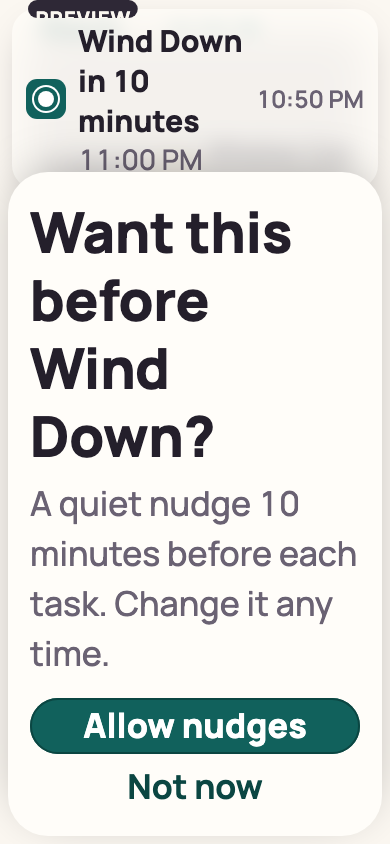 PREVIEW
Wind Down
in 10
minutes
10:50 PM
11:00 PM
Want this
before
Wind
Down?
A quiet nudge 10
minutes before each
task. Change it any
time.
Allow nudges
Not now